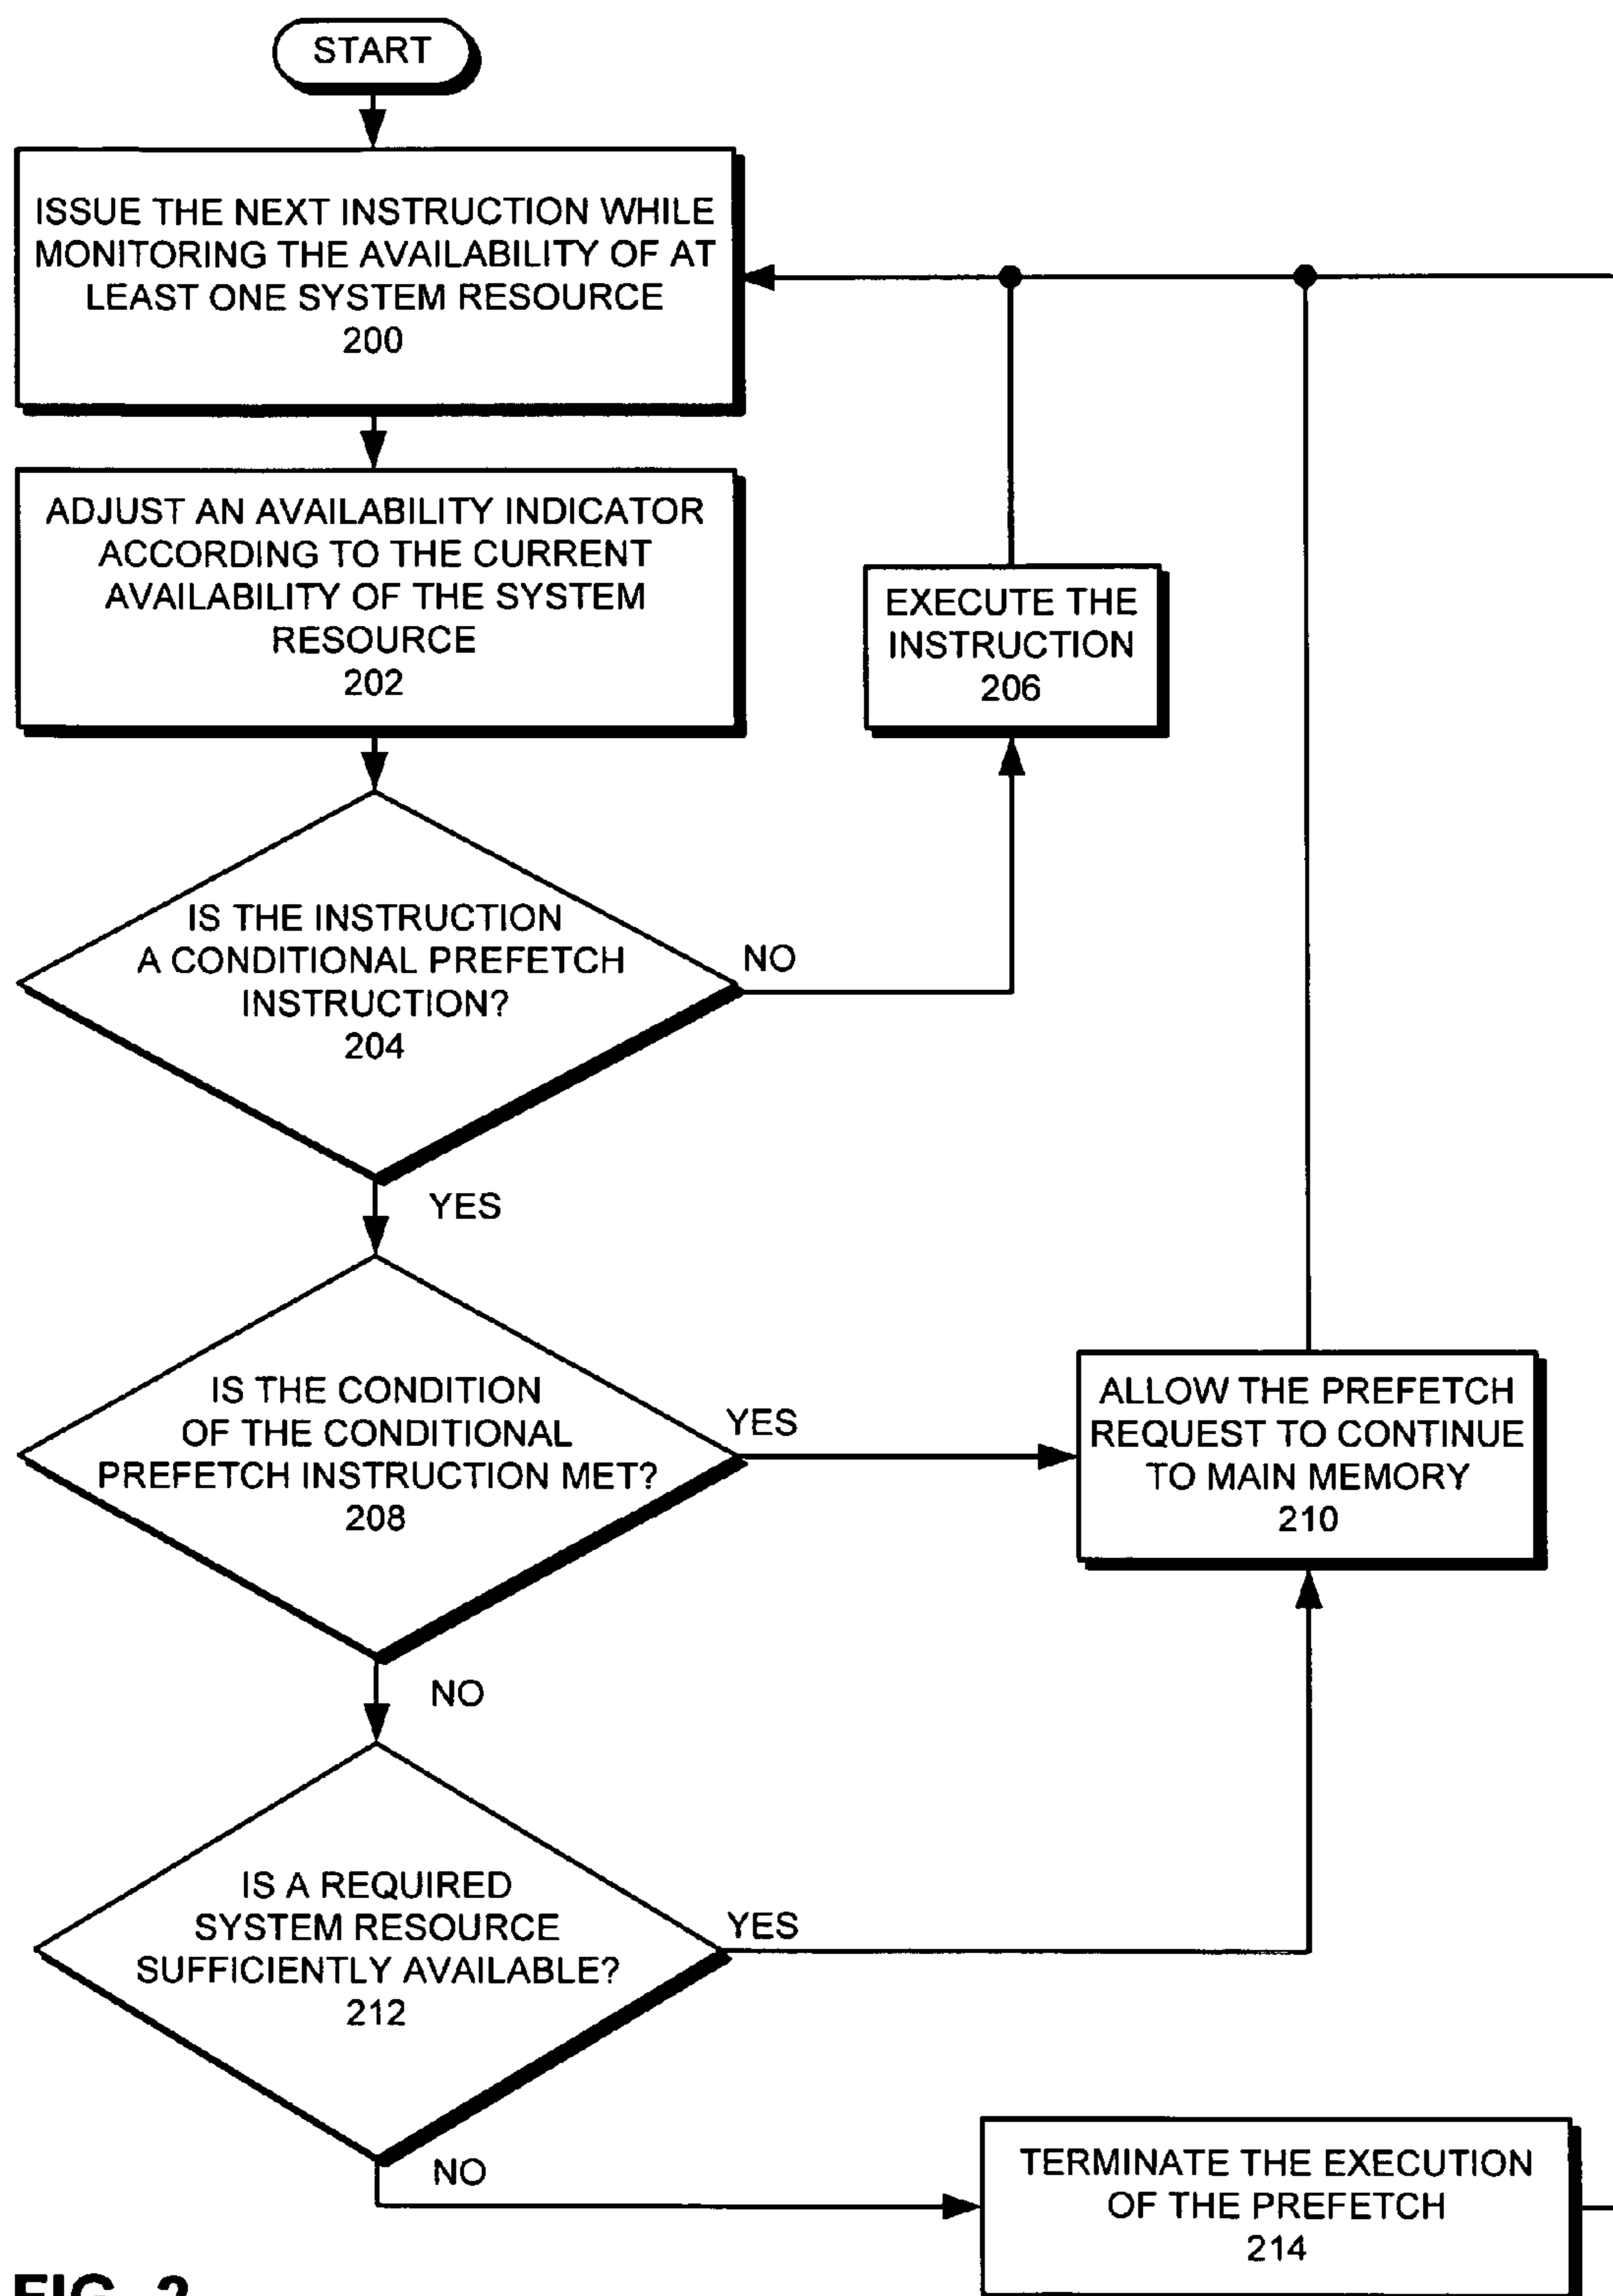 START
ISSUE THE NEXT INSTRUCTION WHILE
MONITORING THE AVAILABILITY OF AT
LEAST ONE SYSTEM RESOURCE
200
ADJUST AN AVAILABILITY INDICATOR
ACCORDING TO THE CURRENT
AVAILABILITY OF THE SYSTEM
RESOURCE
202
EXECUTE THE
INSTRUCTION
206
IS THE INSTRUCTION
A CONDITIONAL PREFETCH
INSTRUCTION?
204
NO
YES
IS THE CONDITION
OF THE CONDITIONAL
PREFETCH INSTRUCTION MET?
208
YES
ALLOW THE PREFETCH
REQUEST TO CONTINUE
TO MAIN MEMORY
210
NO
IS A REQUIRED
SYSTEM RESOURCE
SUFFICIENTLY AVAILABLE?
212
YES
NO
TERMINATE THE EXECUTION
OF THE PREFETCH
214
FIG. 2